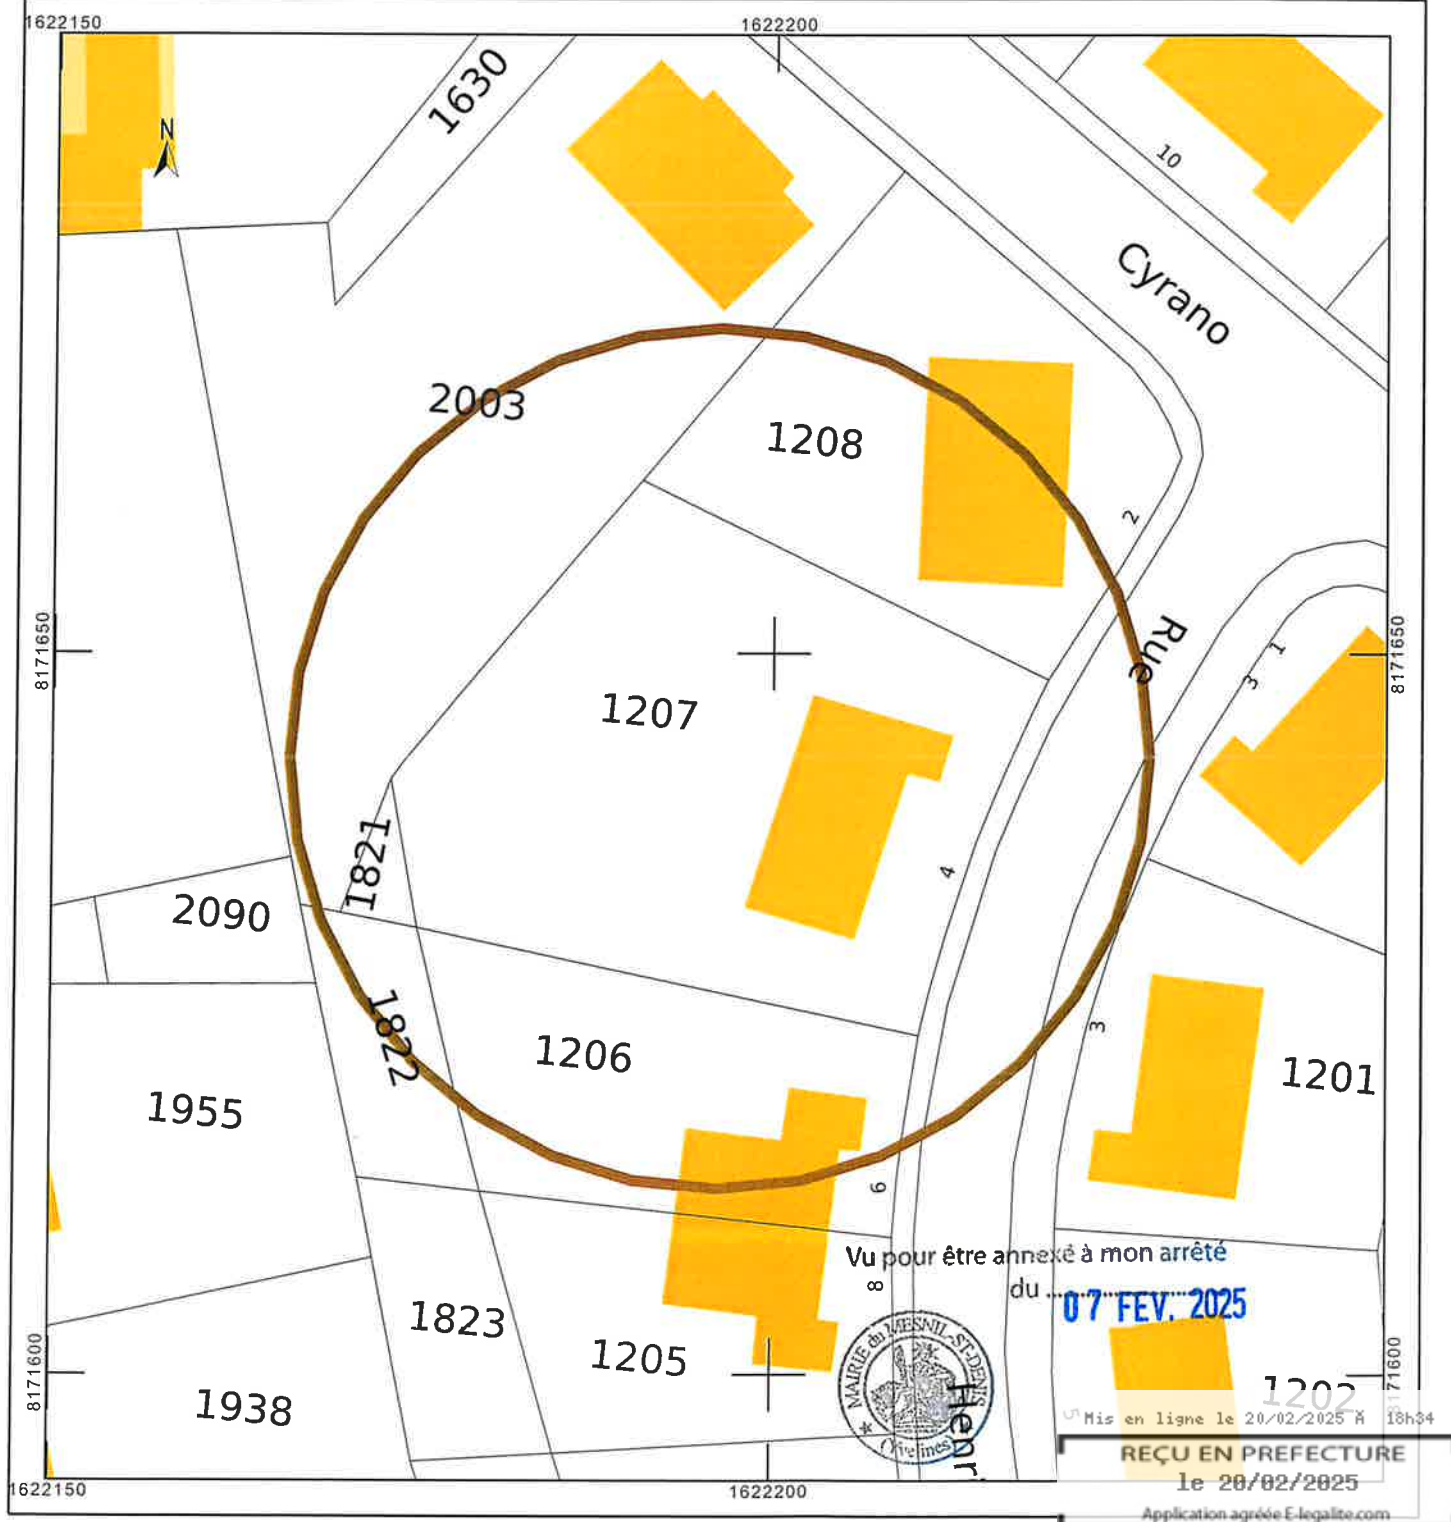 1622150
1622200
1630
N
10
Cyrano
2003
1208
2
8171650
Rue
8171650
1
3
1207
4
1821
2090
1822
1206
3
1201
1955
6
Vu pour être annexé à mon arrêté
du
07 FEV. 2025
8
1823
1205
MAIRIE du MESNIL-ST-DENIS
(Yvelines)
Henri
8171600
8171600
1202
1938
5
Mis en ligne le 20/02/2025 À 18h34
REÇU EN PREFECTURE
le 20/02/2025
Application agréée E-legalite.com
1622150
1622200